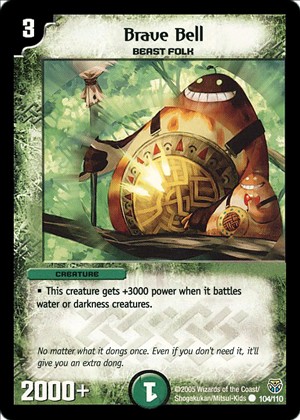 3
Brave Bell
BEAST FOLK
CREATURE
▪ This creature gets +3000 power when it battles
water or darkness creatures.
No matter what it dongs once. Even if you don't need it, it'll
give you an extra dong.
2000+
1
©2005 Wizards of the Coast/
Shogakukan/Mitsui-Kids
104/110